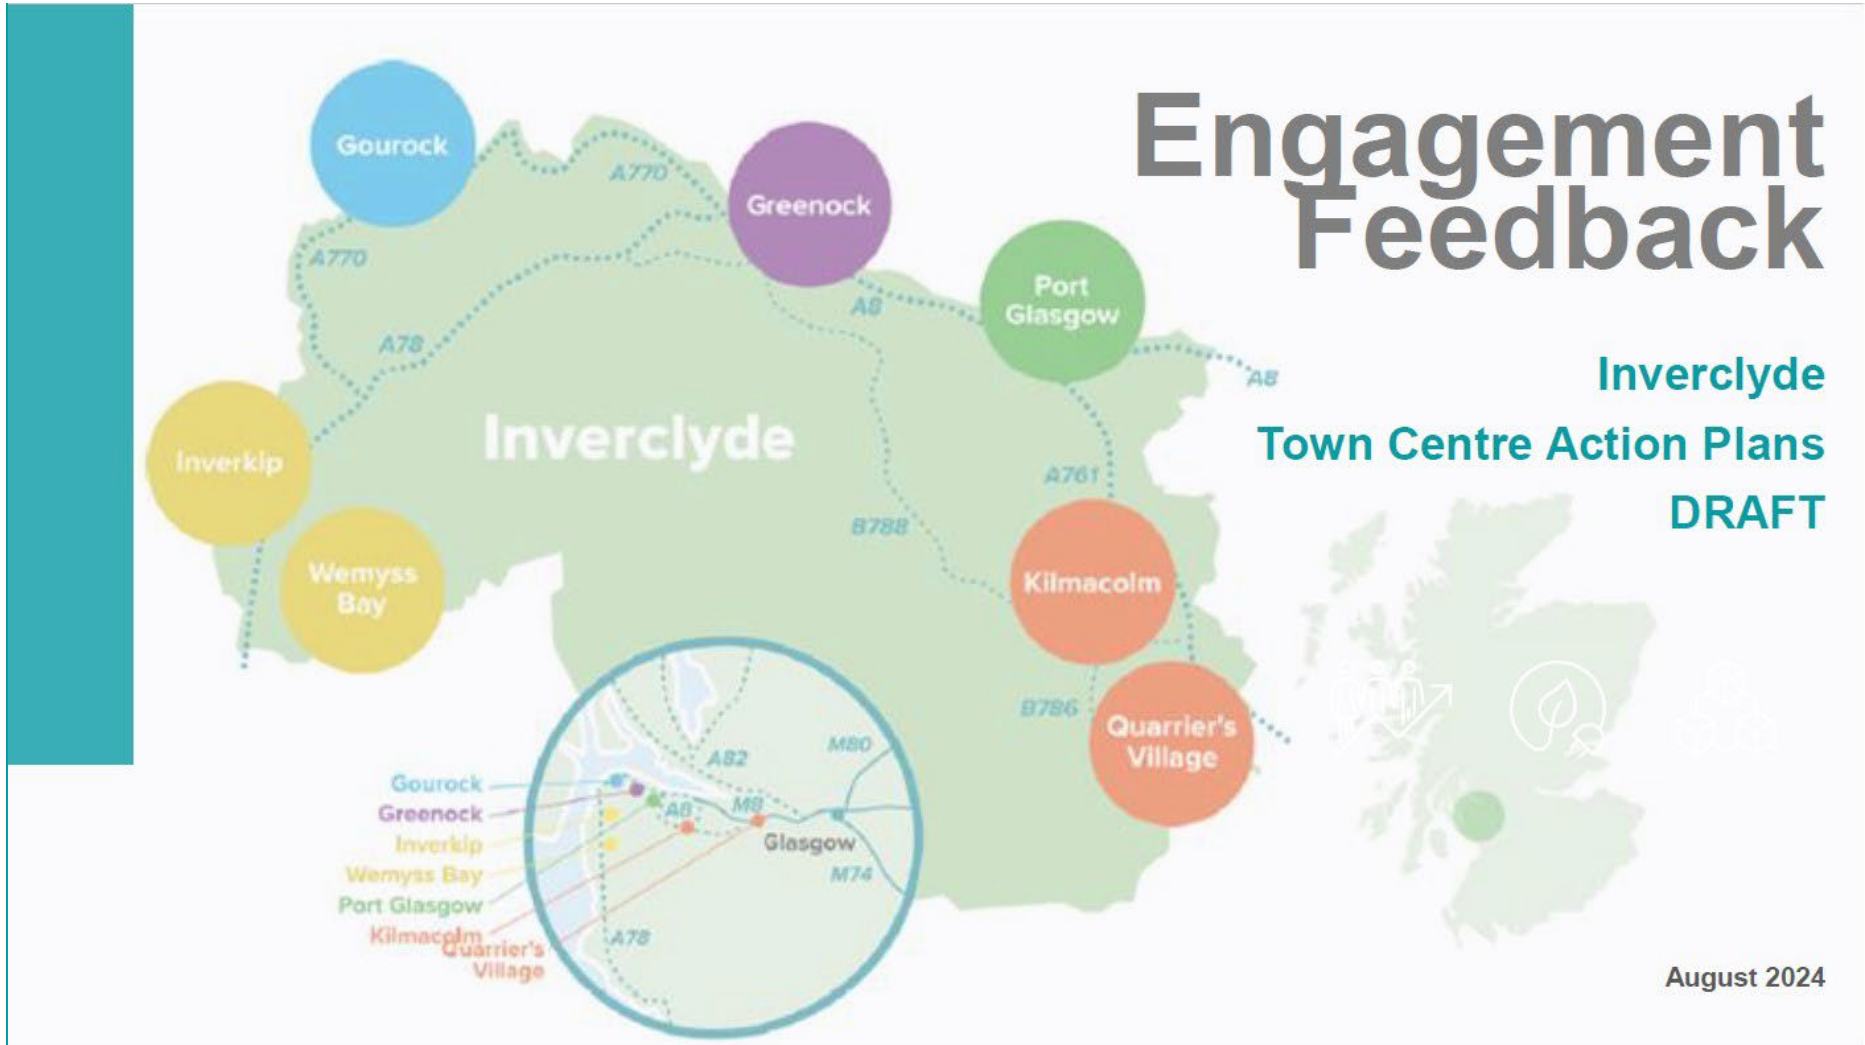 Engagement
Feedback
Inverclyde
Town Centre Action Plans
DRAFT
Gourock
A770
Greenock
A770
A8
Port
Glasgow
A78
A8
Inverclyde
Inverkip
A761
B788
Wemyss
Bay
Kilmacolm
B786
Quarrier's
Village
A82
M80
Gourock
Greenock
A8
M8
Inverkip
Glasgow
Wemyss Bay
M74
Port Glasgow
Kilmacolm
A78
Quarrier's
Village
August 2024